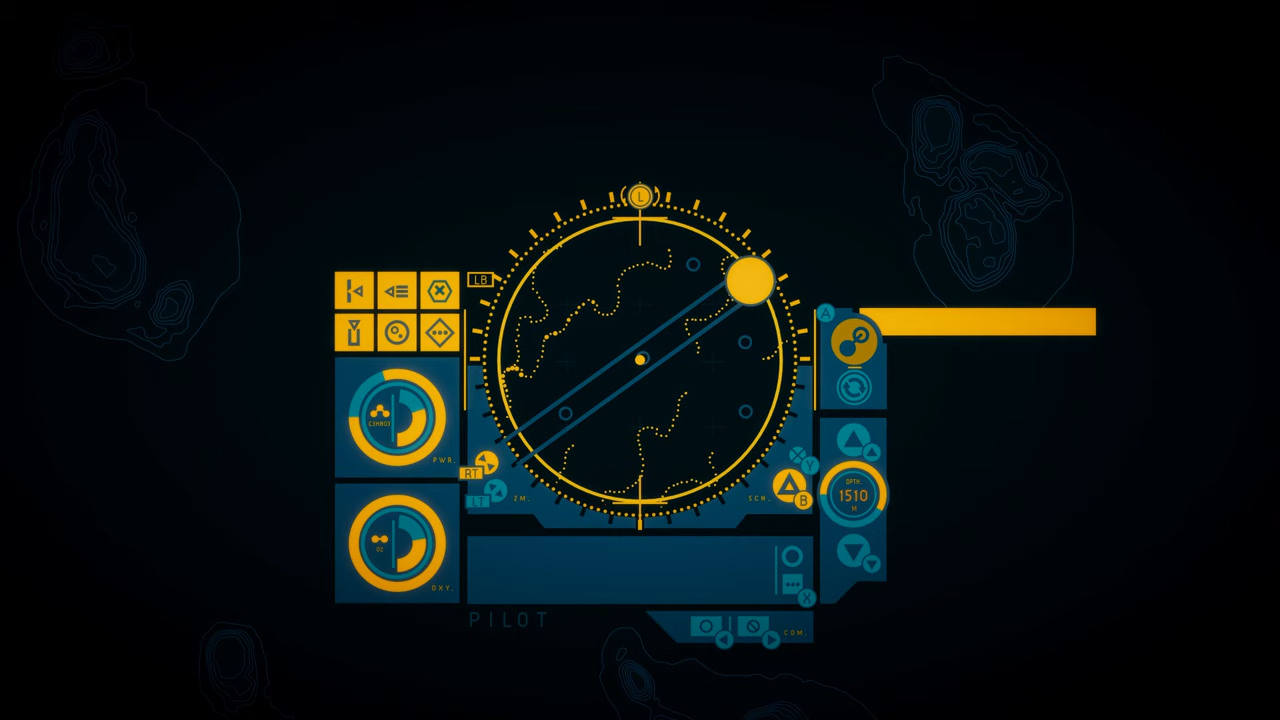 L
LB
A
C3H8O3
PWR.
RT
LT
ZM.
SCN.
Y
B
DPTH.
1510
M
O2
OXY.
X
PILOT
COM.